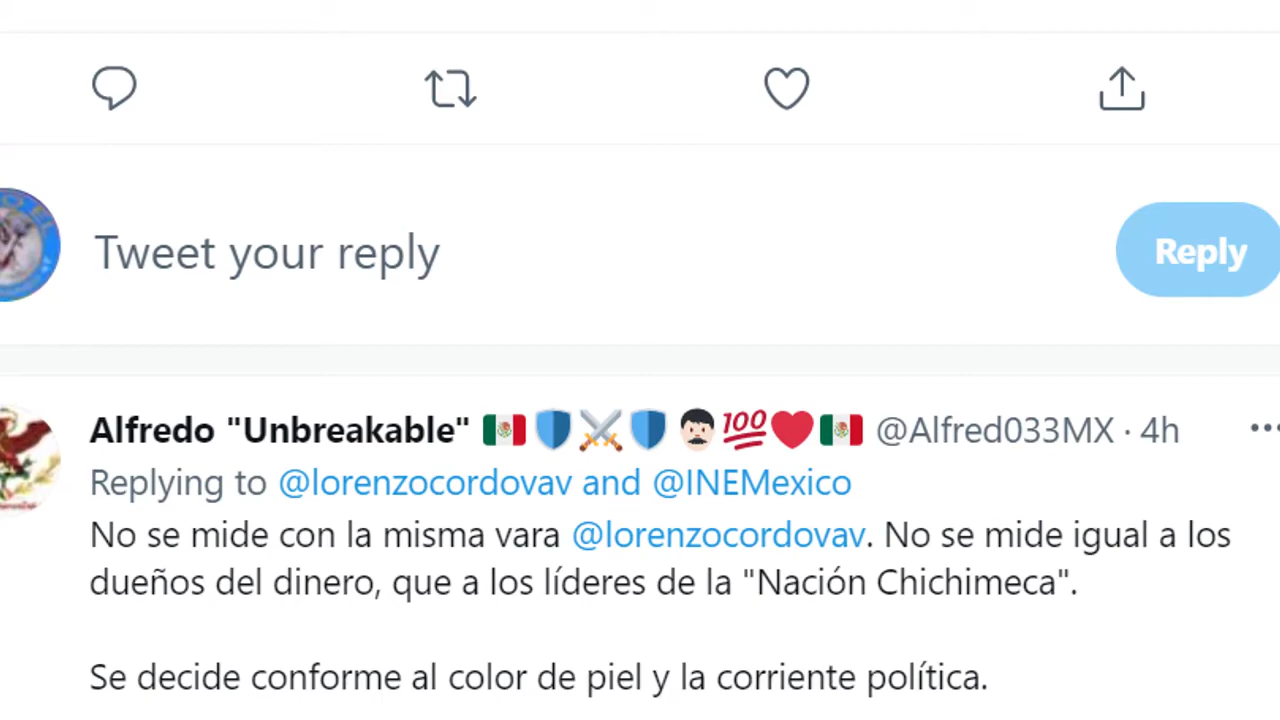 Tweet your reply
Reply
Alfredo "Unbreakable" 🇲🇽🛡️⚔️🛡️👨🏻💯❤️🇲🇽 @Alfred033MX · 4h
Replying to @lorenzocordovav and @INEMexico
No se mide con la misma vara @lorenzocordovav. No se mide igual a los
dueños del dinero, que a los líderes de la "Nación Chichimeca".
Se decide conforme al color de piel y la corriente política.